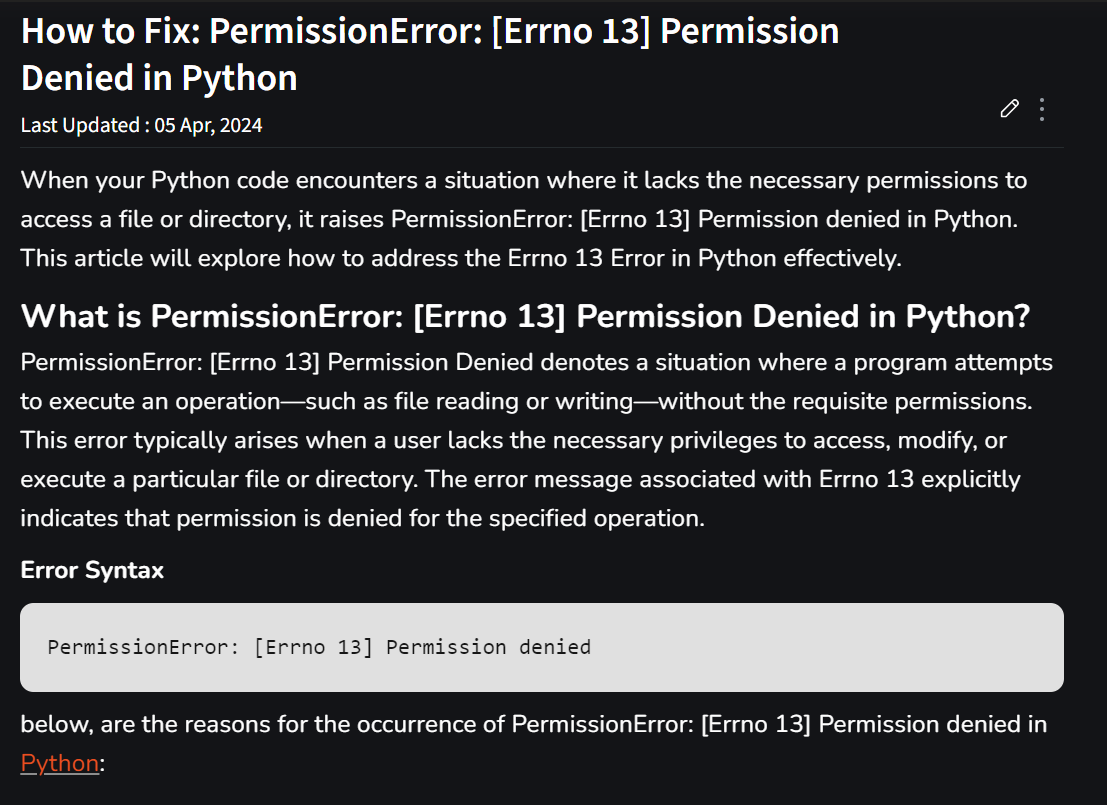 How to Fix: PermissionError: [Errno 13] Permission
Denied in Python
Last Updated : 05 Apr, 2024
When your Python code encounters a situation where it lacks the necessary permissions to
access a file or directory, it raises PermissionError: [Errno 13] Permission denied in Python.
This article will explore how to address the Errno 13 Error in Python effectively.
What is PermissionError: [Errno 13] Permission Denied in Python?
PermissionError: [Errno 13] Permission Denied denotes a situation where a program attempts
to execute an operation—such as file reading or writing—without the requisite permissions.
This error typically arises when a user lacks the necessary privileges to access, modify, or
execute a particular file or directory. The error message associated with Errno 13 explicitly
indicates that permission is denied for the specified operation.
Error Syntax
PermissionError: [Errno 13] Permission denied
below, are the reasons for the occurrence of PermissionError: [Errno 13] Permission denied in
Python: